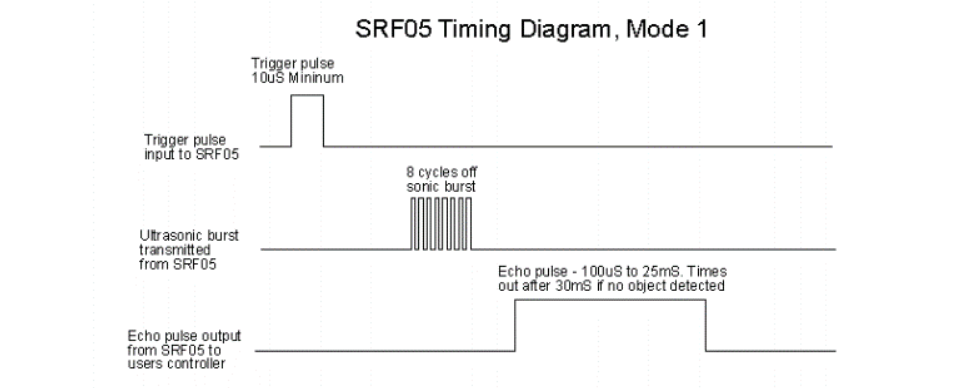 SRF05 Timing Diagram, Mode 1
Trigger pulse
10uS Mininum
Trigger pulse
input to SRF05
8 cycles off
sonic burst
Ultrasonic burst
transmitted
from SRF05
Echo pulse - 100uS to 25mS. Times
out after 30mS if no object detected
Echo pulse output
from SRF05 to
users controller